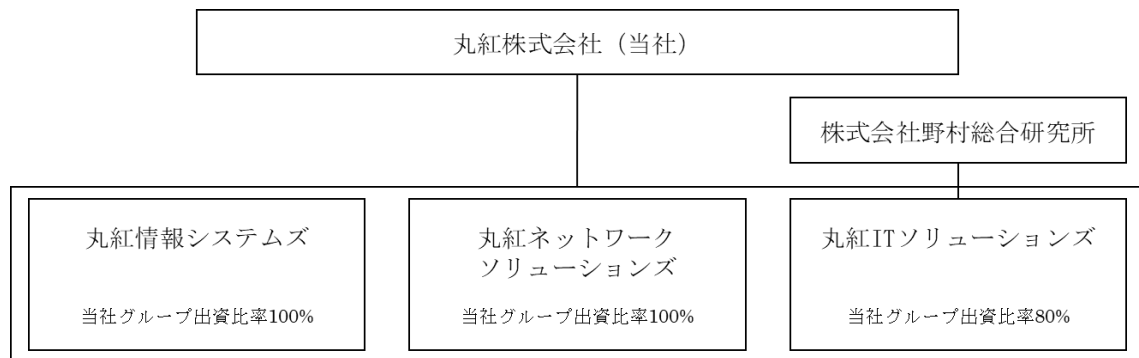 丸紅株式会社（当社）
株式会社野村総合研究所
丸紅情報システムズ
当社グループ出資比率100%
丸紅ネットワーク
ソリューションズ
当社グループ出資比率100%
丸紅ITソリューションズ
当社グループ出資比率80%